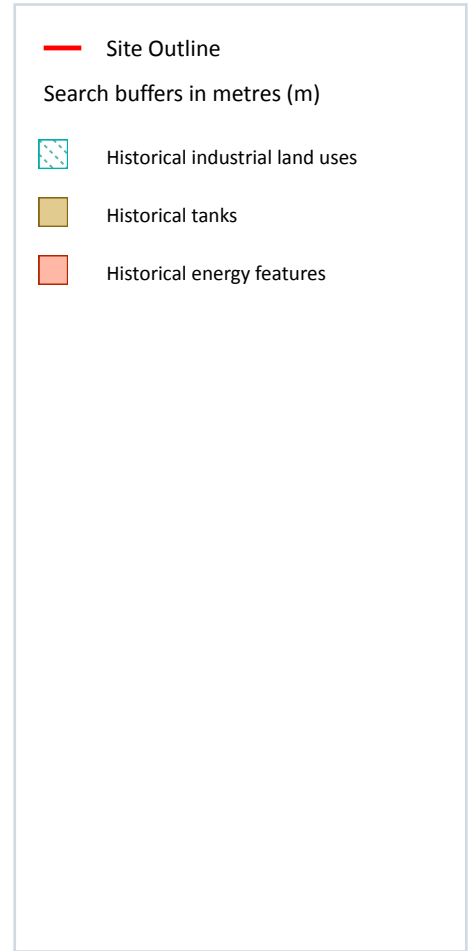 Site Outline
Search buffers in metres (m)
Historical industrial land uses
Historical tanks
Historical energy features